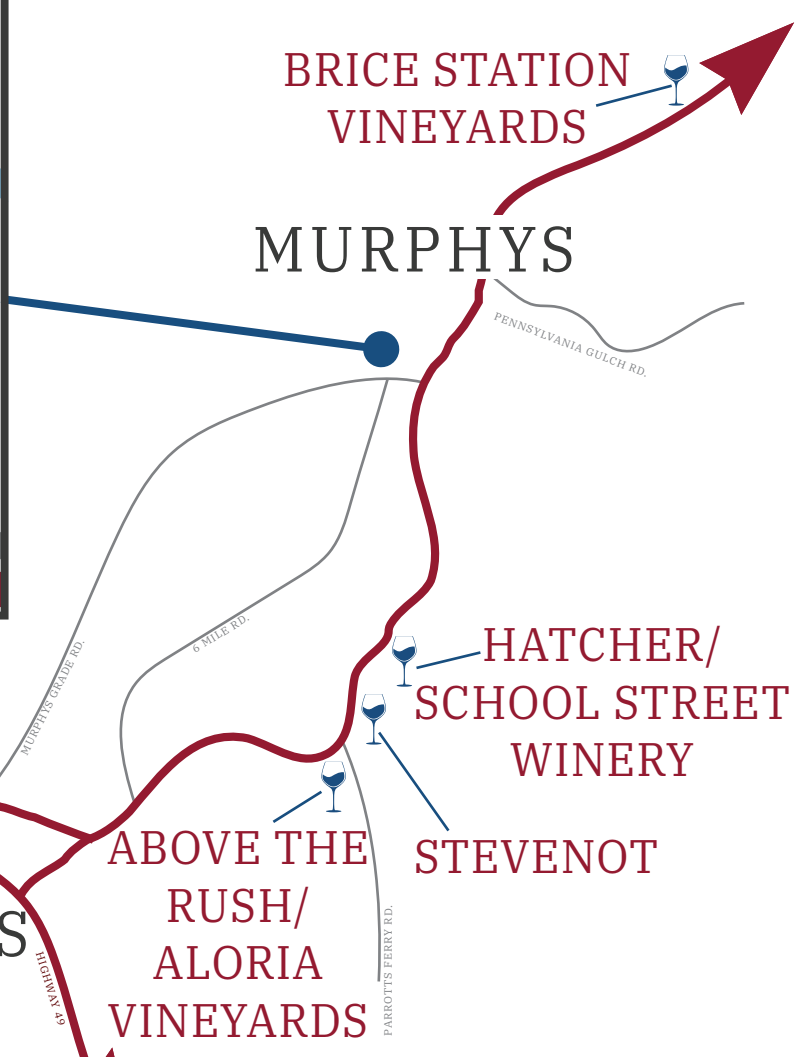 BRICE STATION
VINEYARDS
MURPHYS
PENNSYLVANIA GULCH RD.
6 MILE RD.
MURPHYS GRADE RD.
HATCHER/
SCHOOL STREET
WINERY
STEVENOT
ABOVE THE
RUSH/
ALORIA
VINEYARDS
PARROTTS FERRY RD.
S
HIGHWAY 49